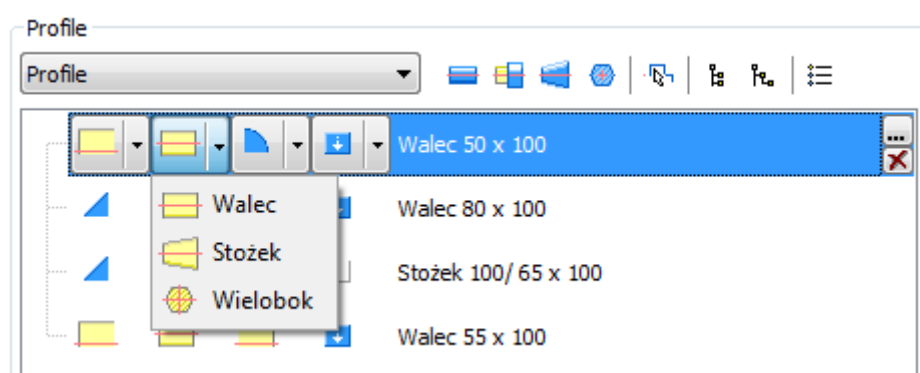 Profile
Profile
Walec 50 x 100
...
Walec
Walec 80 x 100
Stożek
Stożek 100/ 65 x 100
Wielobok
Walec 55 x 100